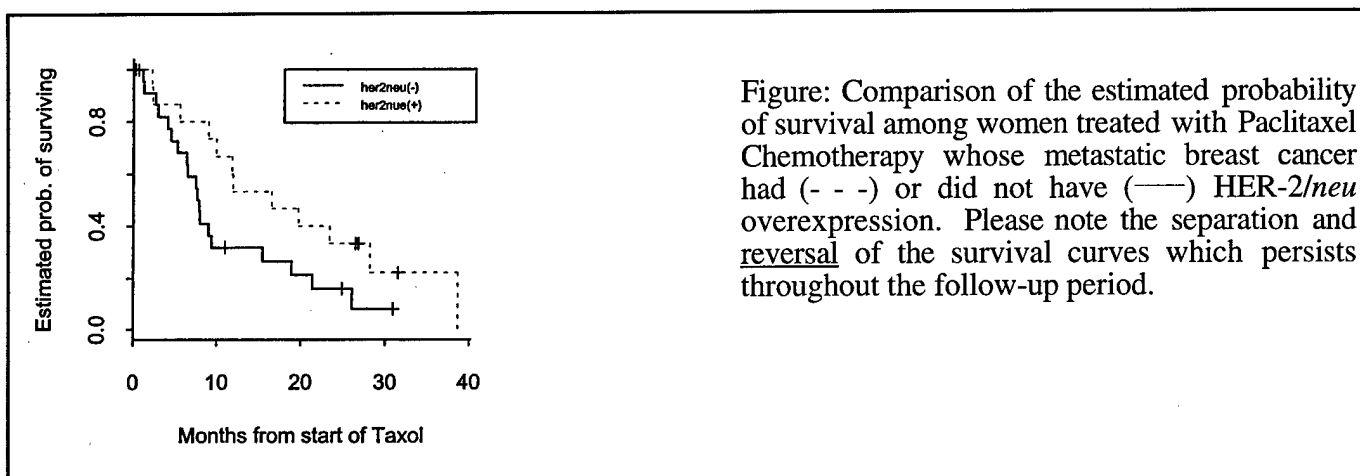 her2neu(-)
her2nue(+)
Estimated prob. of surviving
0.8
0.4
0.0
0
10
20
30
40
Months from start of Taxol
Figure: Comparison of the estimated probability
of survival among women treated with Paclitaxel
Chemotherapy whose metastatic breast cancer
had (- - -) or did not have (——) HER-2/neu
overexpression. Please note the separation and
reversal of the survival curves which persists
throughout the follow-up period.